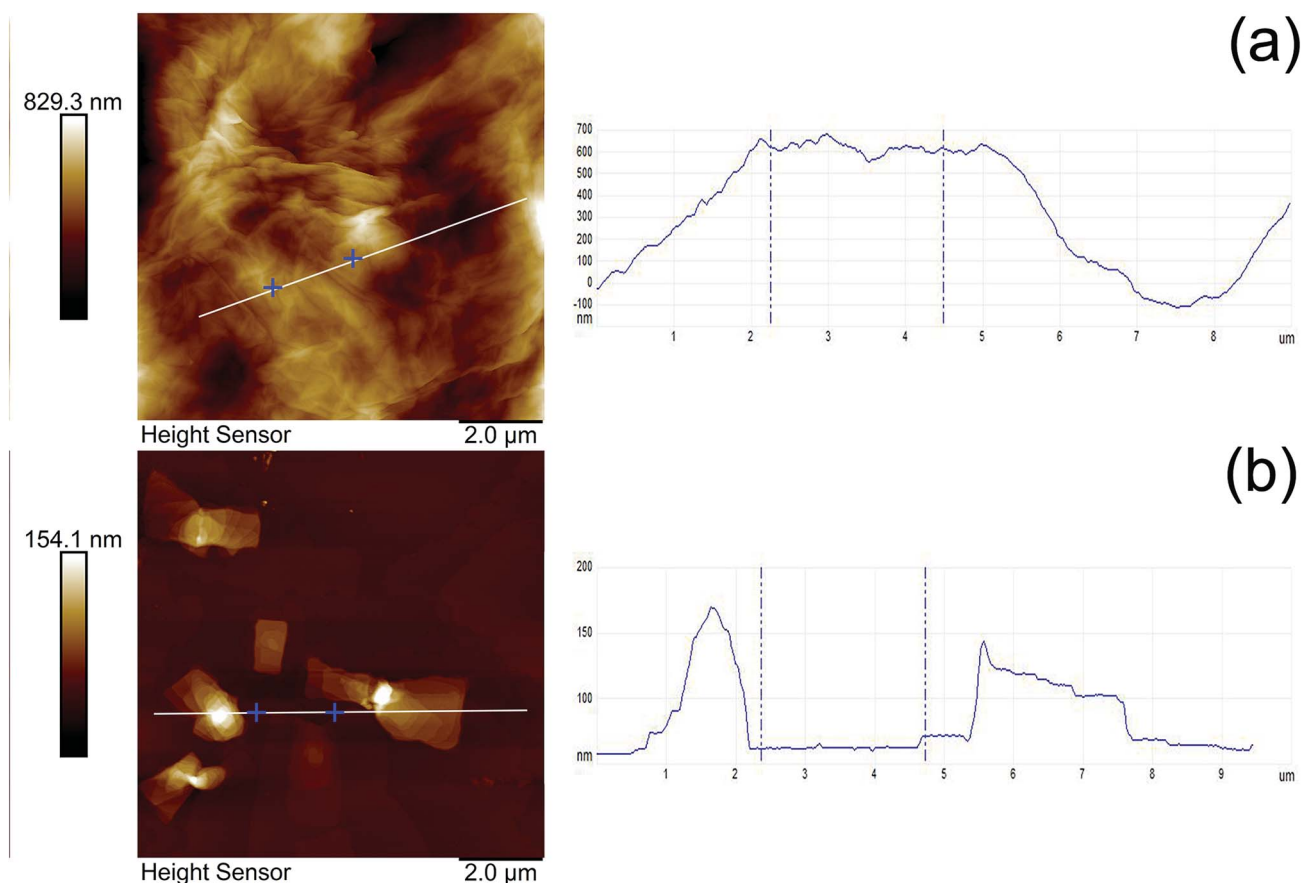 (a)
829.3 nm
700
600
500
400
300
200
100
0
-100
nm
1 2 3 4 5 6 7 8 um
Height Sensor 2.0 µm
(b)
154.1 nm
200
150
100
nm
1 2 3 4 5 6 7 8 9 um
Height Sensor 2.0 µm